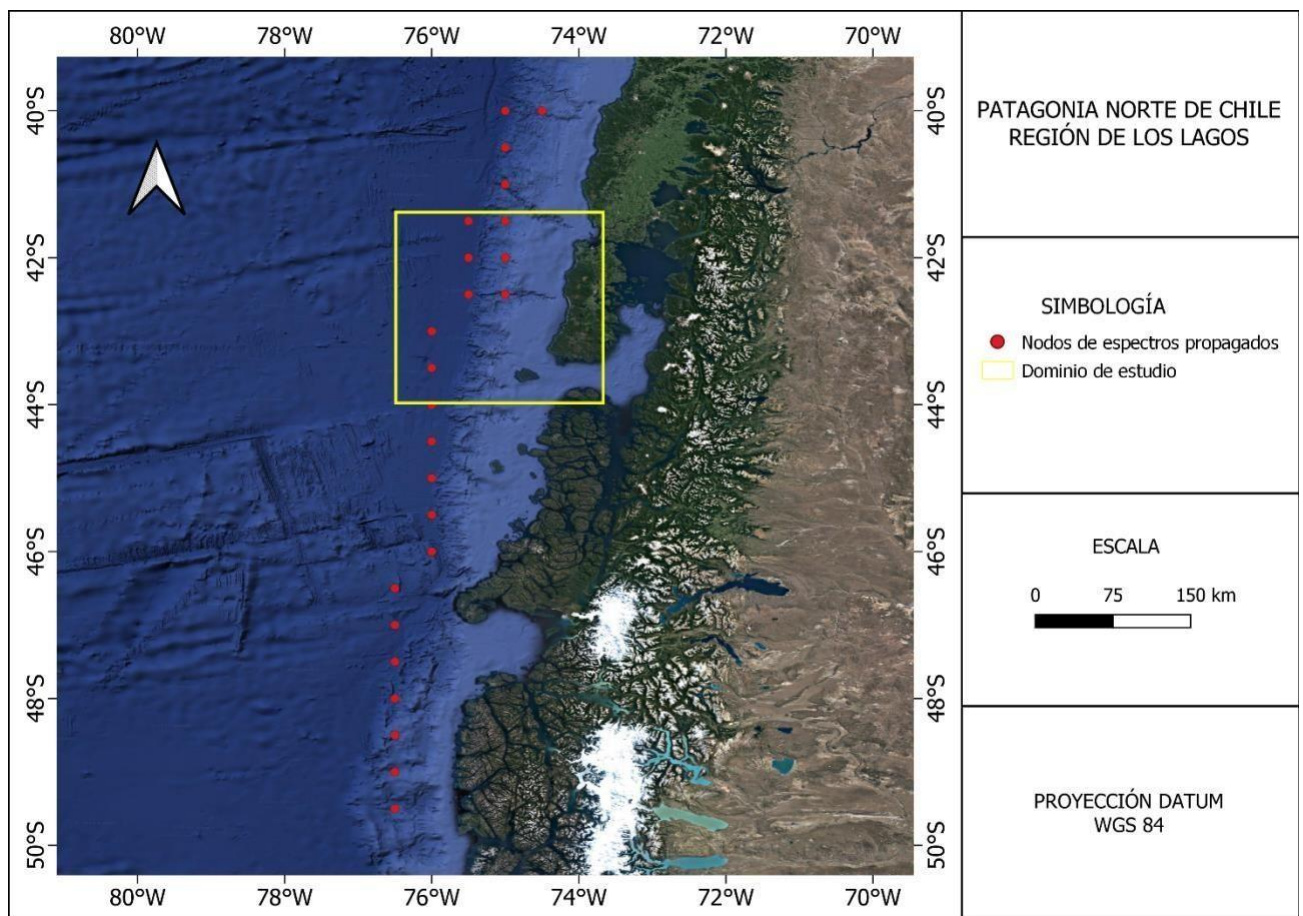 80°W 78°W 76°W 74°W 72°W 70°W
40°S 40°S
42°S 42°S
44°S 44°S
46°S 46°S
48°S 48°S
50°S 50°S
80°W 78°W 76°W 74°W 72°W 70°W
PATAGONIA NORTE DE CHILE
REGIÓN DE LOS LAGOS
SIMBOLOGÍA
Nodos de espectros propagados
Dominio de estudio
ESCALA
0 75 150 km
PROYECCIÓN DATUM
WGS 84